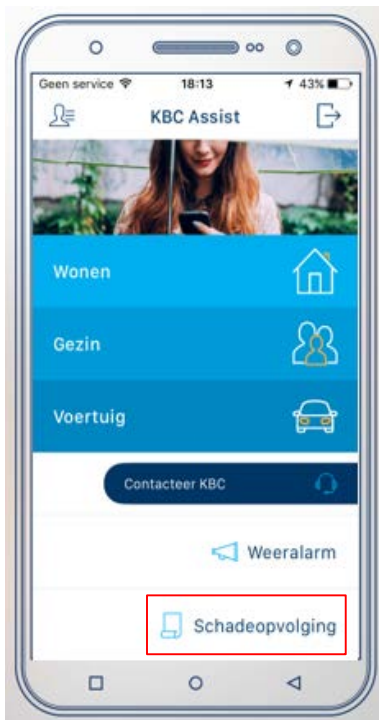 Geen service 18:13 43%
KBC Assist
Wonen
Gezin
Voertuig
Contacteer KBC
Weeralarm
Schadeopvolging